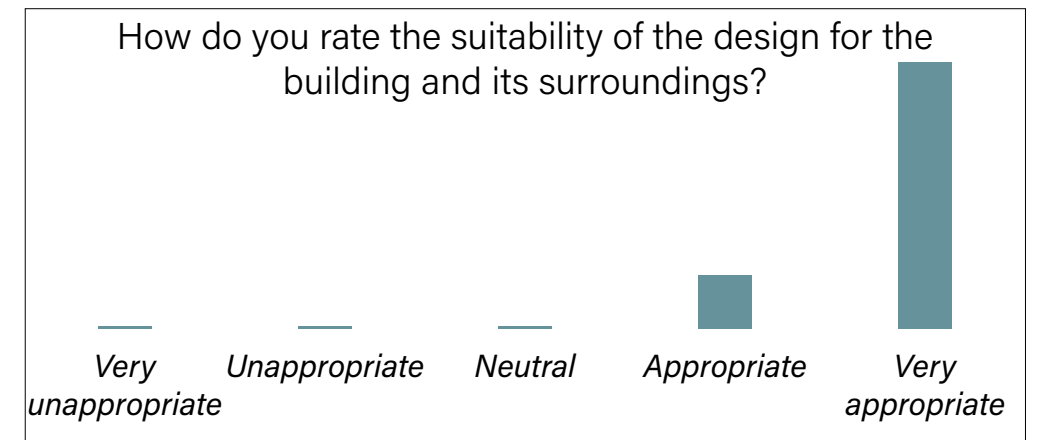 How do you rate the suitability of the design for the
building and its surroundings?
Very
unappropriate
Unappropriate
Neutral
Appropriate
Very
appropriate